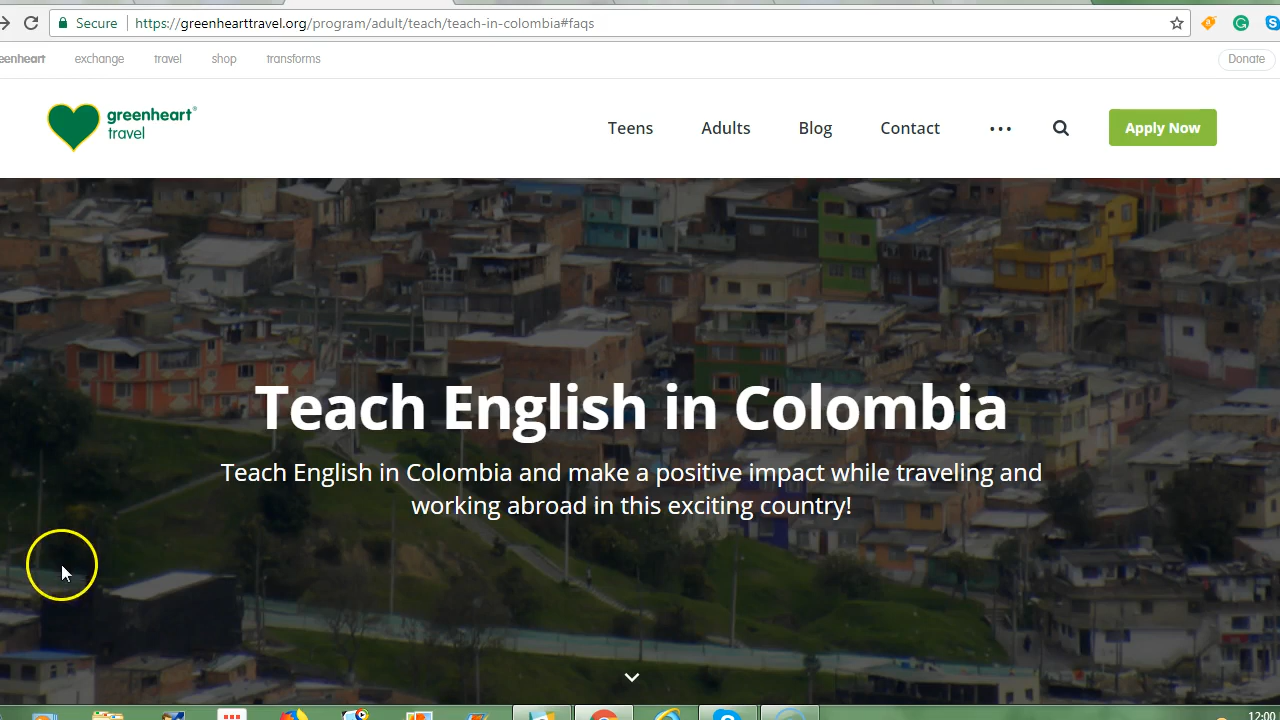 Secure https://greenhearttravel.org/program/adult/teach/teach-in-colombia#faqs
eenheart exchange travel shop transforms Donate
greenheart®
travel
Teens Adults Blog Contact ••• Apply Now
Teach English in Colombia
Teach English in Colombia and make a positive impact while traveling and
working abroad in this exciting country!
12:00